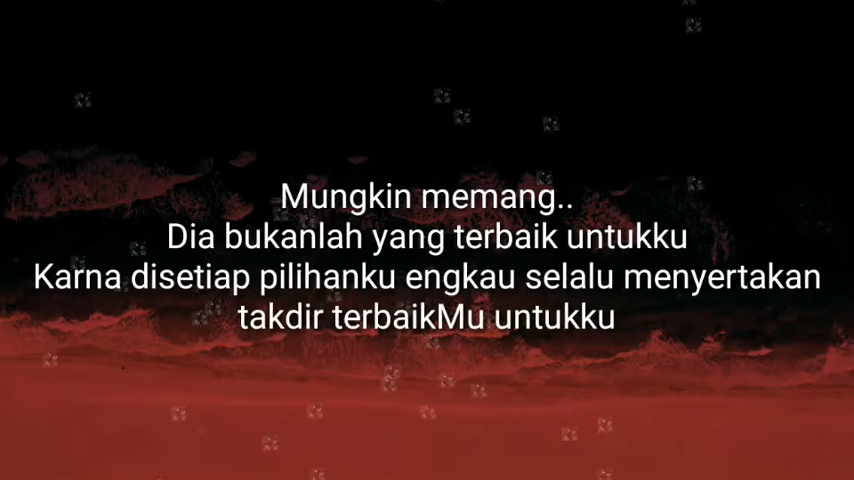 Mungkin memang..
Dia bukanlah yang terbaik untukku
Karna disetiap pilihanku engkau selalu menyertakan
takdir terbaikMu untukku